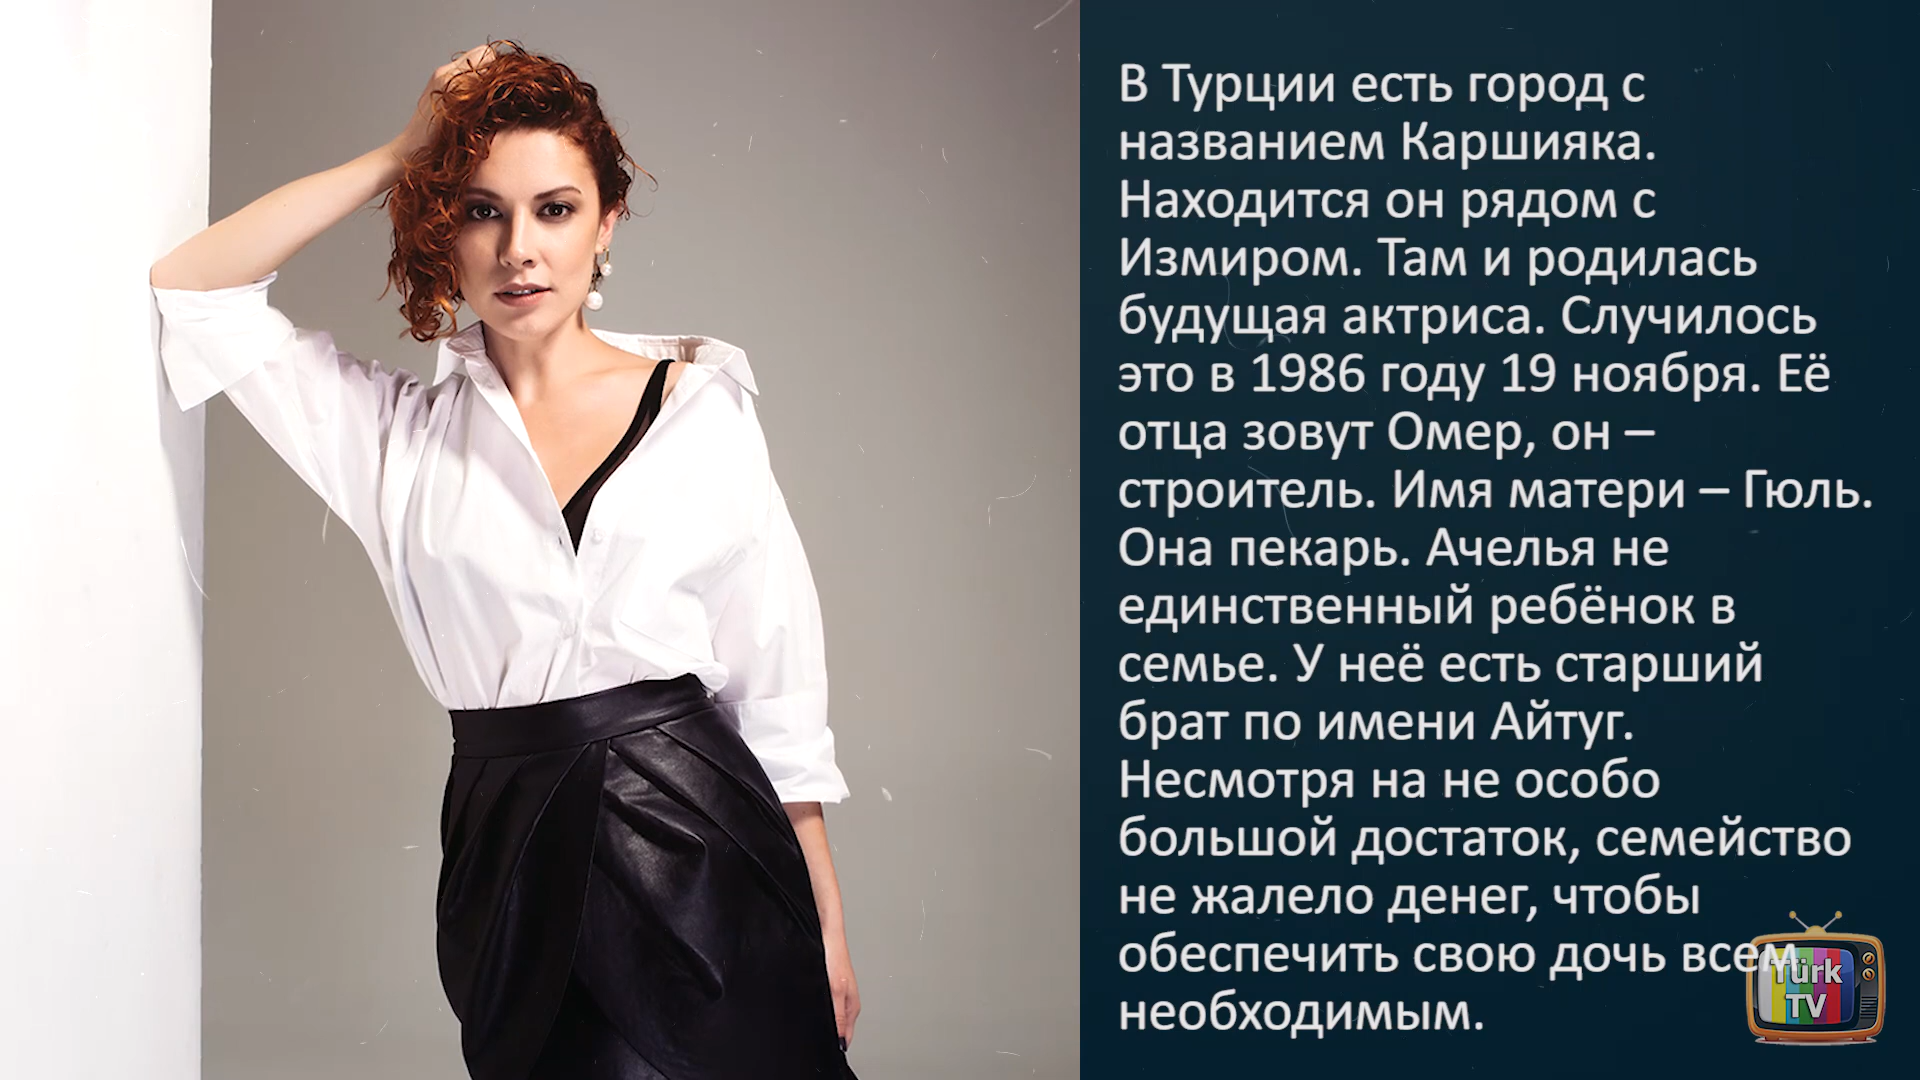 В Турции есть город с
названием Каршияка.
Находится он рядом с
Измиром. Там и родилась
будущая актриса. Случилось
это в 1986 году 19 ноября. Её
отца зовут Омер, он –
строитель. Имя матери – Гюль.
Она пекарь. Ачелья не
единственный ребёнок в
семье. У неё есть старший
брат по имени Айтуг.
Несмотря на не особо
большой достаток, семейство
не жалело денег, чтобы
обеспечить свою дочь всем
необходимым.
Türk
TV